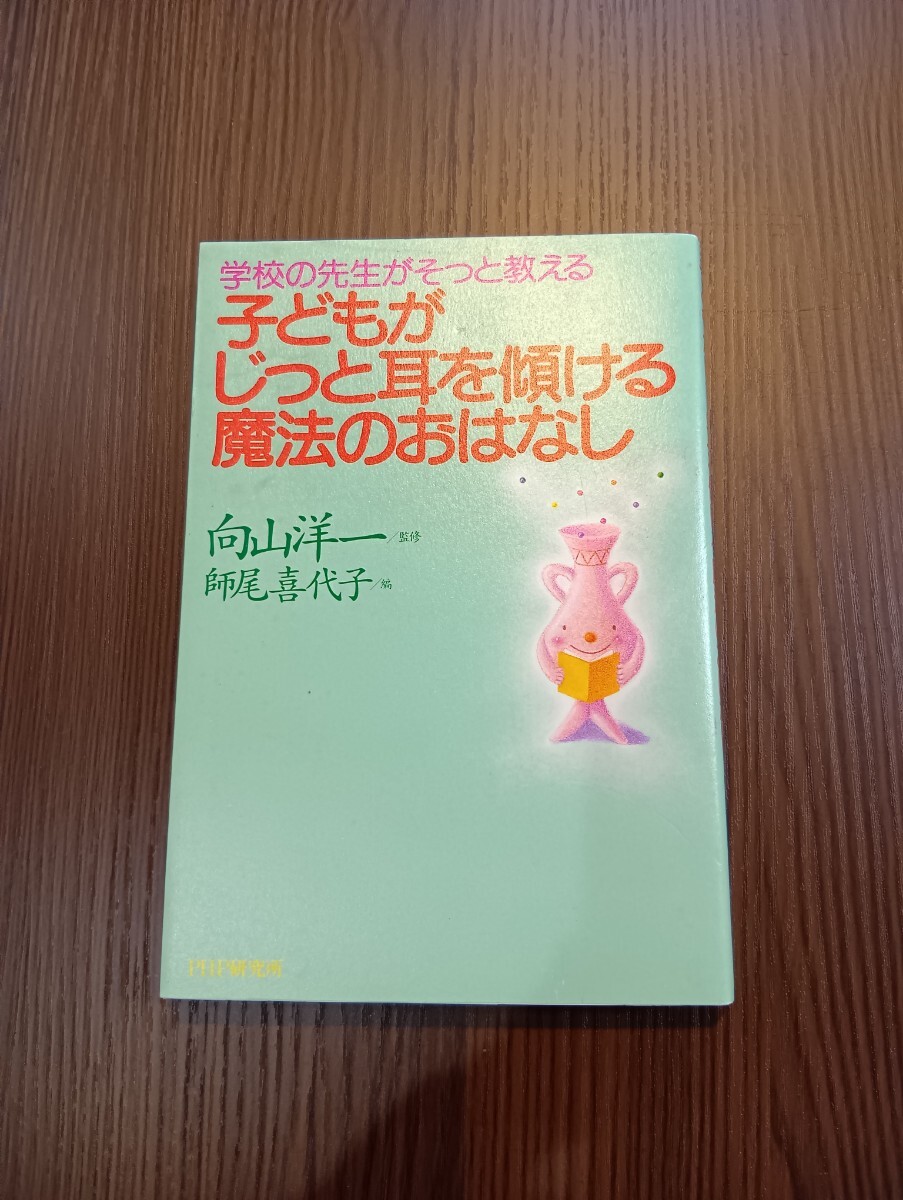 学校の先生がそっと教える
子どもが
じっと耳を傾ける
魔法のおはなし
向山洋一/監修
師尾喜代子/編
PHP研究所